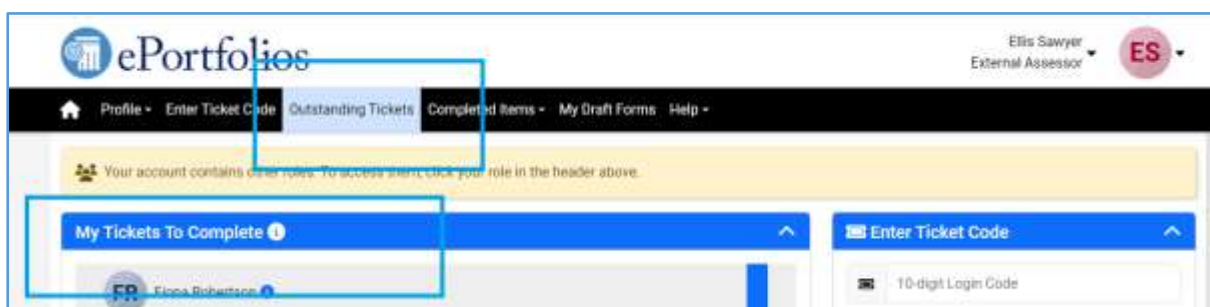 ePortfolios
Ellis Sawyer
External Assessor
ES
Profile
Enter Ticket Code
Outstanding Tickets
Completed Items
My Draft Forms
Help
Your account contains other roles. To access them, click your role in the header above.
My Tickets To Complete
Enter Ticket Code
FR
Fiona Robertson
10-digit Login Code